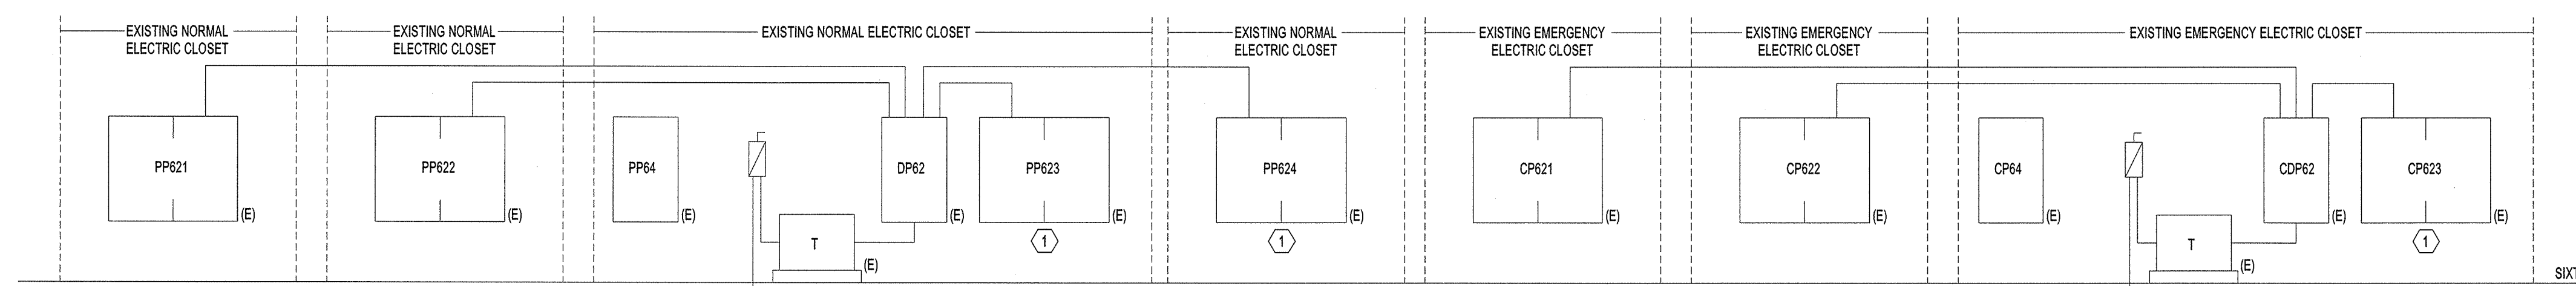 EXISTING NORMAL
ELECTRIC CLOSET
EXISTING NORMAL
ELECTRIC CLOSET
EXISTING NORMAL ELECTRIC CLOSET
EXISTING NORMAL
ELECTRIC CLOSET
EXISTING EMERGENCY
ELECTRIC CLOSET
EXISTING EMERGENCY
ELECTRIC CLOSET
EXISTING EMERGENCY ELECTRIC CLOSET
PP621
(E)
PP622
(E)
PP64
(E)
T
(E)
DP62
(E)
PP623
(E)
1
PP624
(E)
1
CP621
(E)
CP622
(E)
CP64
(E)
T
(E)
CDP62
(E)
CP623
(E)
1
SIXT